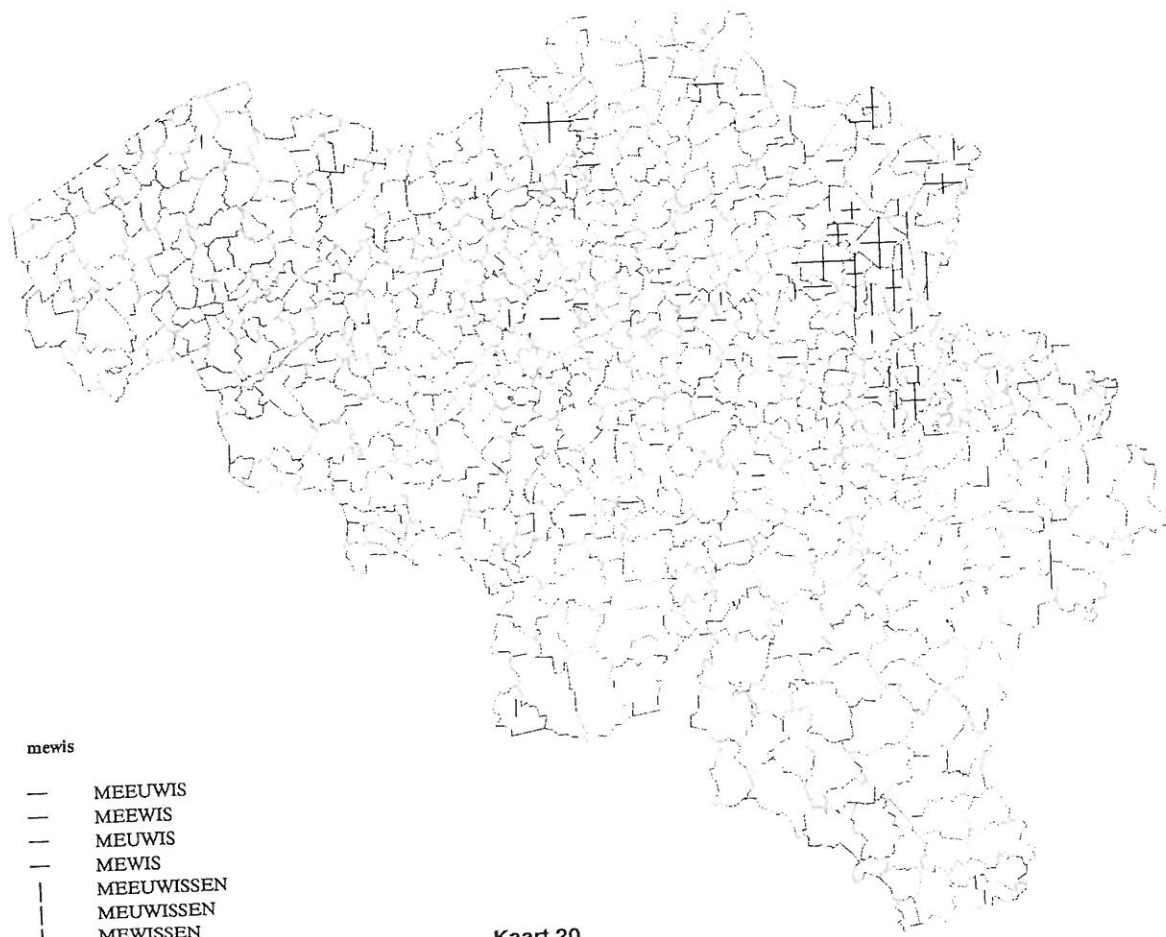 mewis
— MEEUWIS
— MEEWIS
— MEUWIS
— MEWIS
| MEEUWISSEN
| MEUWISSEN
| MEWISSEN
Kaart 20